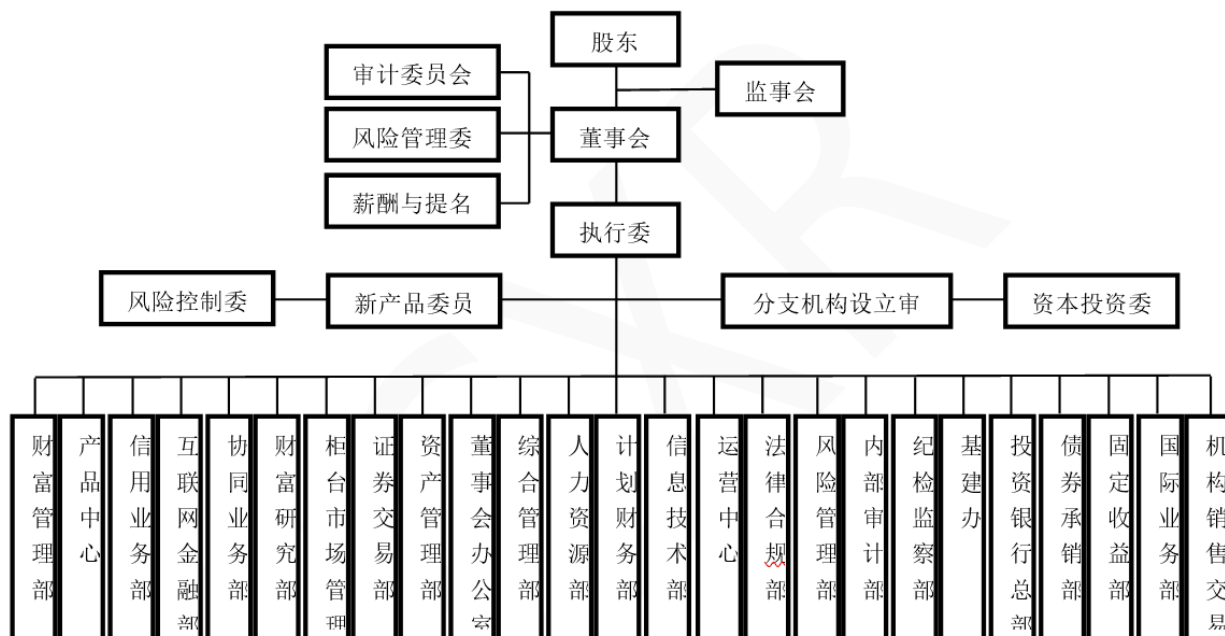 股东
审计委员会
监事会
风险管理委
董事会
薪酬与提名
执行委
风险控制委
新产品委员
分支机构设立审
资本投资委
财富管理部
产品中心
信用业务部
互联网金融部
协同业务部
财富研究部
柜台市场管理
证券交易部
资产管理部
董事会办公室
综合管理部
人力资源部
计划财务部
信息技术部
运营中心
法律合规部
风险管理部
内部审计部
纪检监察部
基建办
投资银行总部
债券承销部
固定收益部
国际业务部
机构销售交易